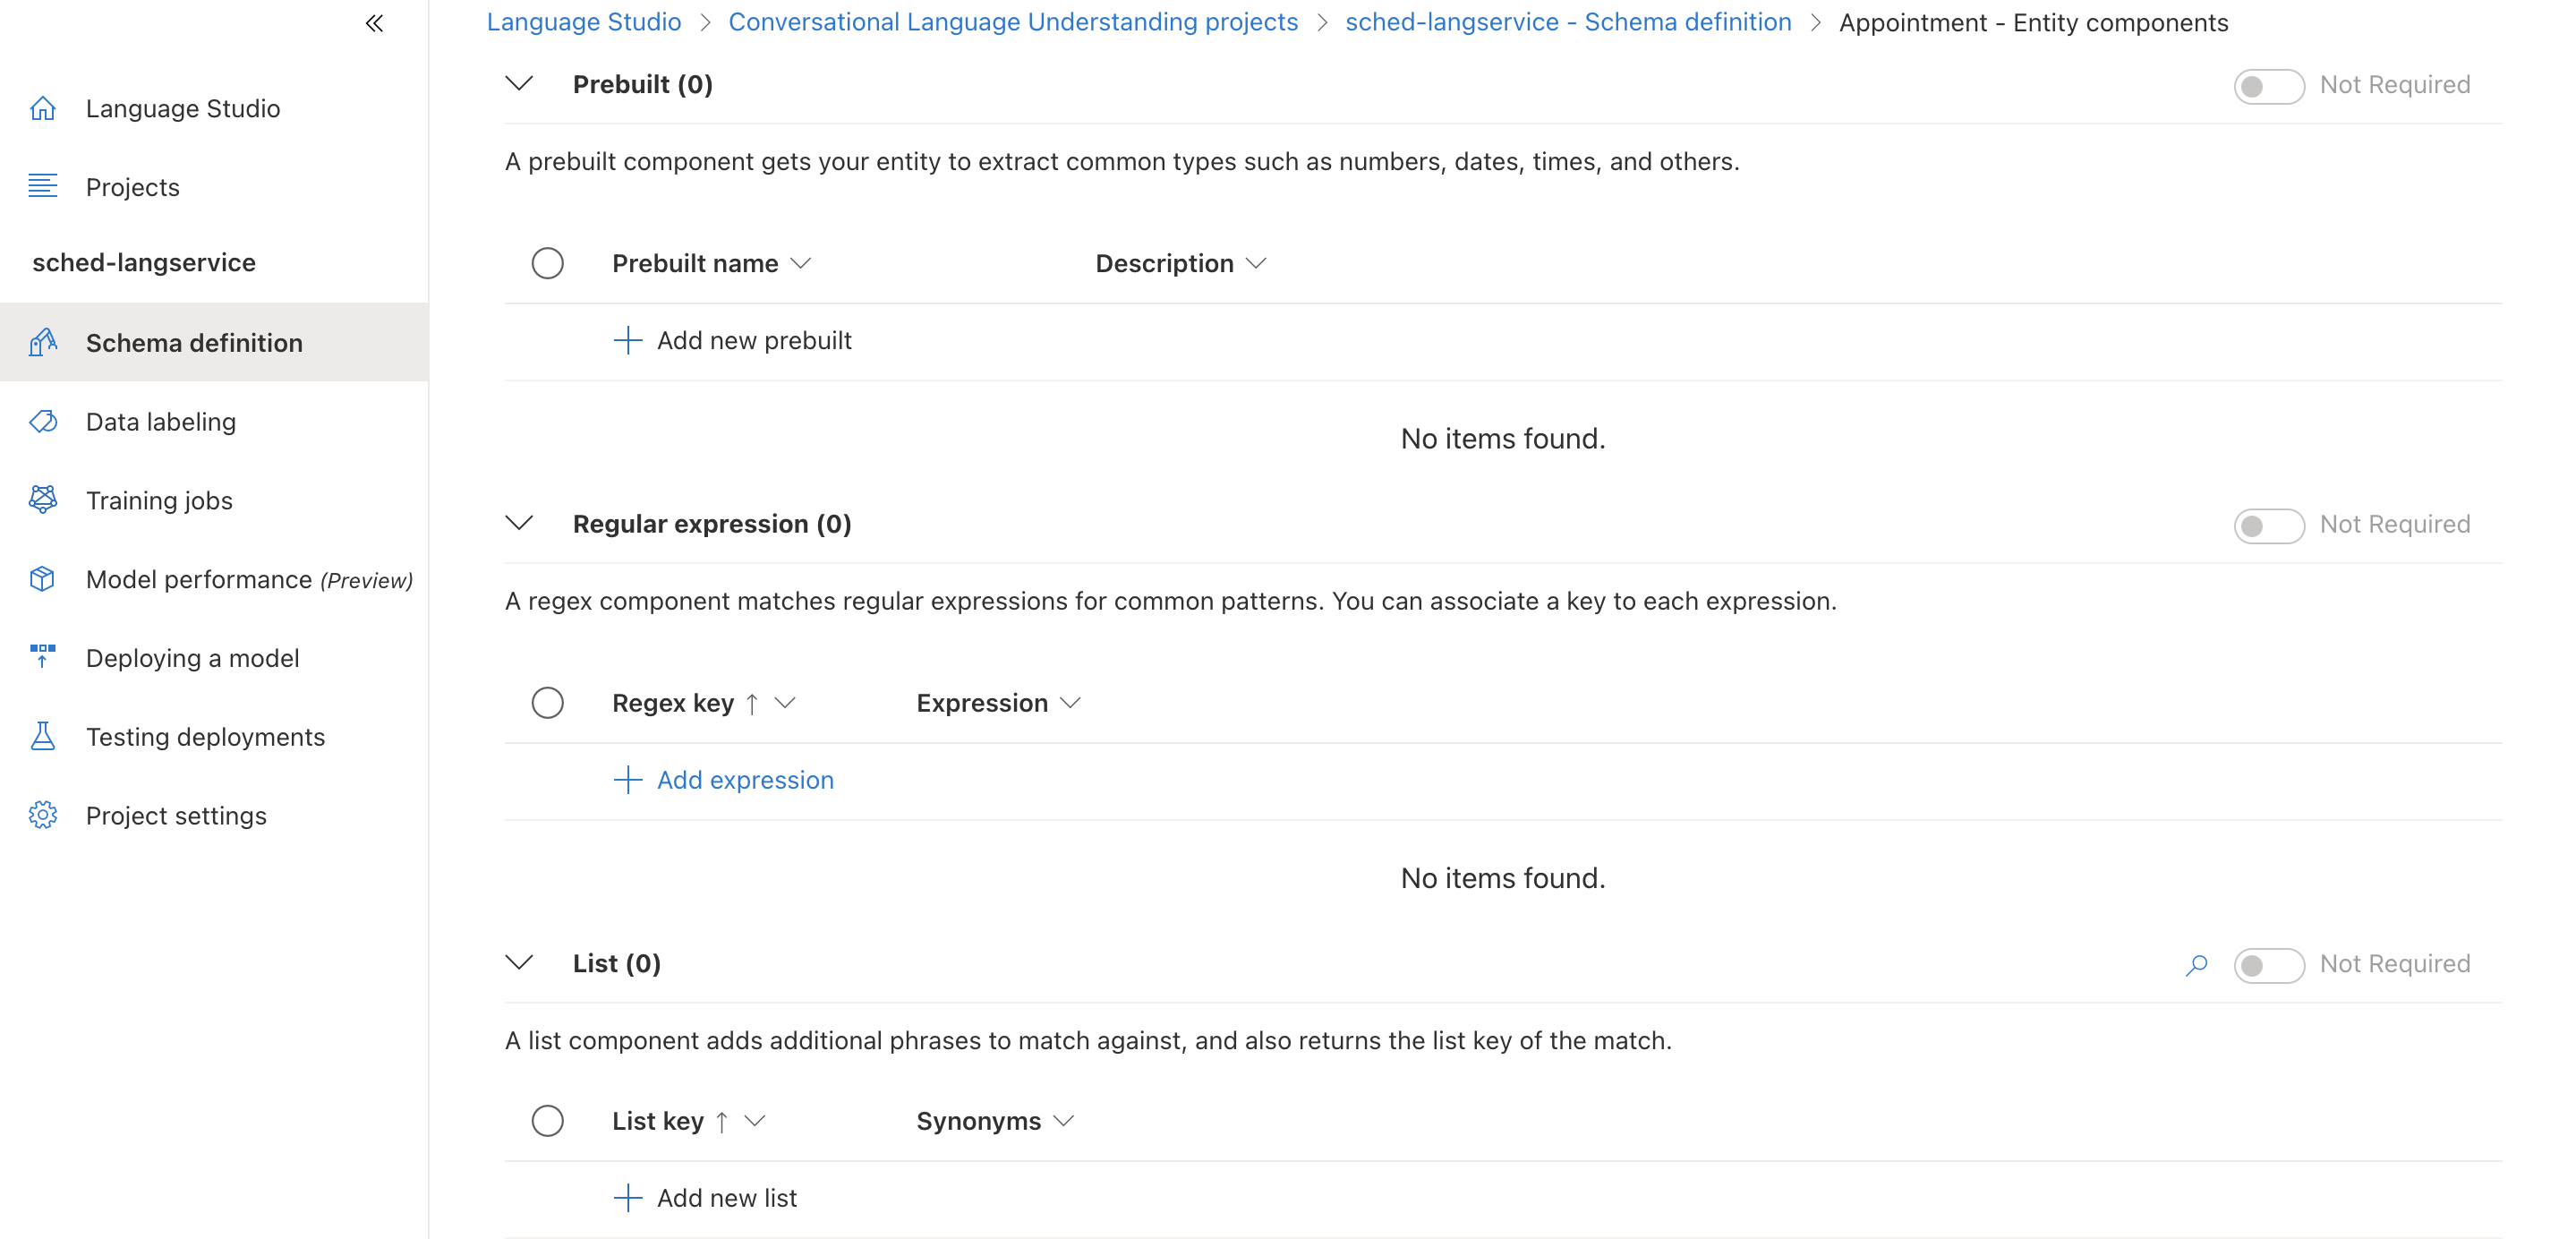 Language Studio > Conversational Language Understanding projects > sched-langservice - Schema definition > Appointment - Entity components
Language Studio
Projects
sched-langservice
Schema definition
Data labeling
Training jobs
Model performance (Preview)
Deploying a model
Testing deployments
Project settings
Prebuilt (0)
Not Required
A prebuilt component gets your entity to extract common types such as numbers, dates, times, and others.
Prebuilt name Description
Add new prebuilt
No items found.
Regular expression (0)
Not Required
A regex component matches regular expressions for common patterns. You can associate a key to each expression.
Regex key ↑ Expression
Add expression
No items found.
List (0)
Not Required
A list component adds additional phrases to match against, and also returns the list key of the match.
List key ↑ Synonyms
Add new list